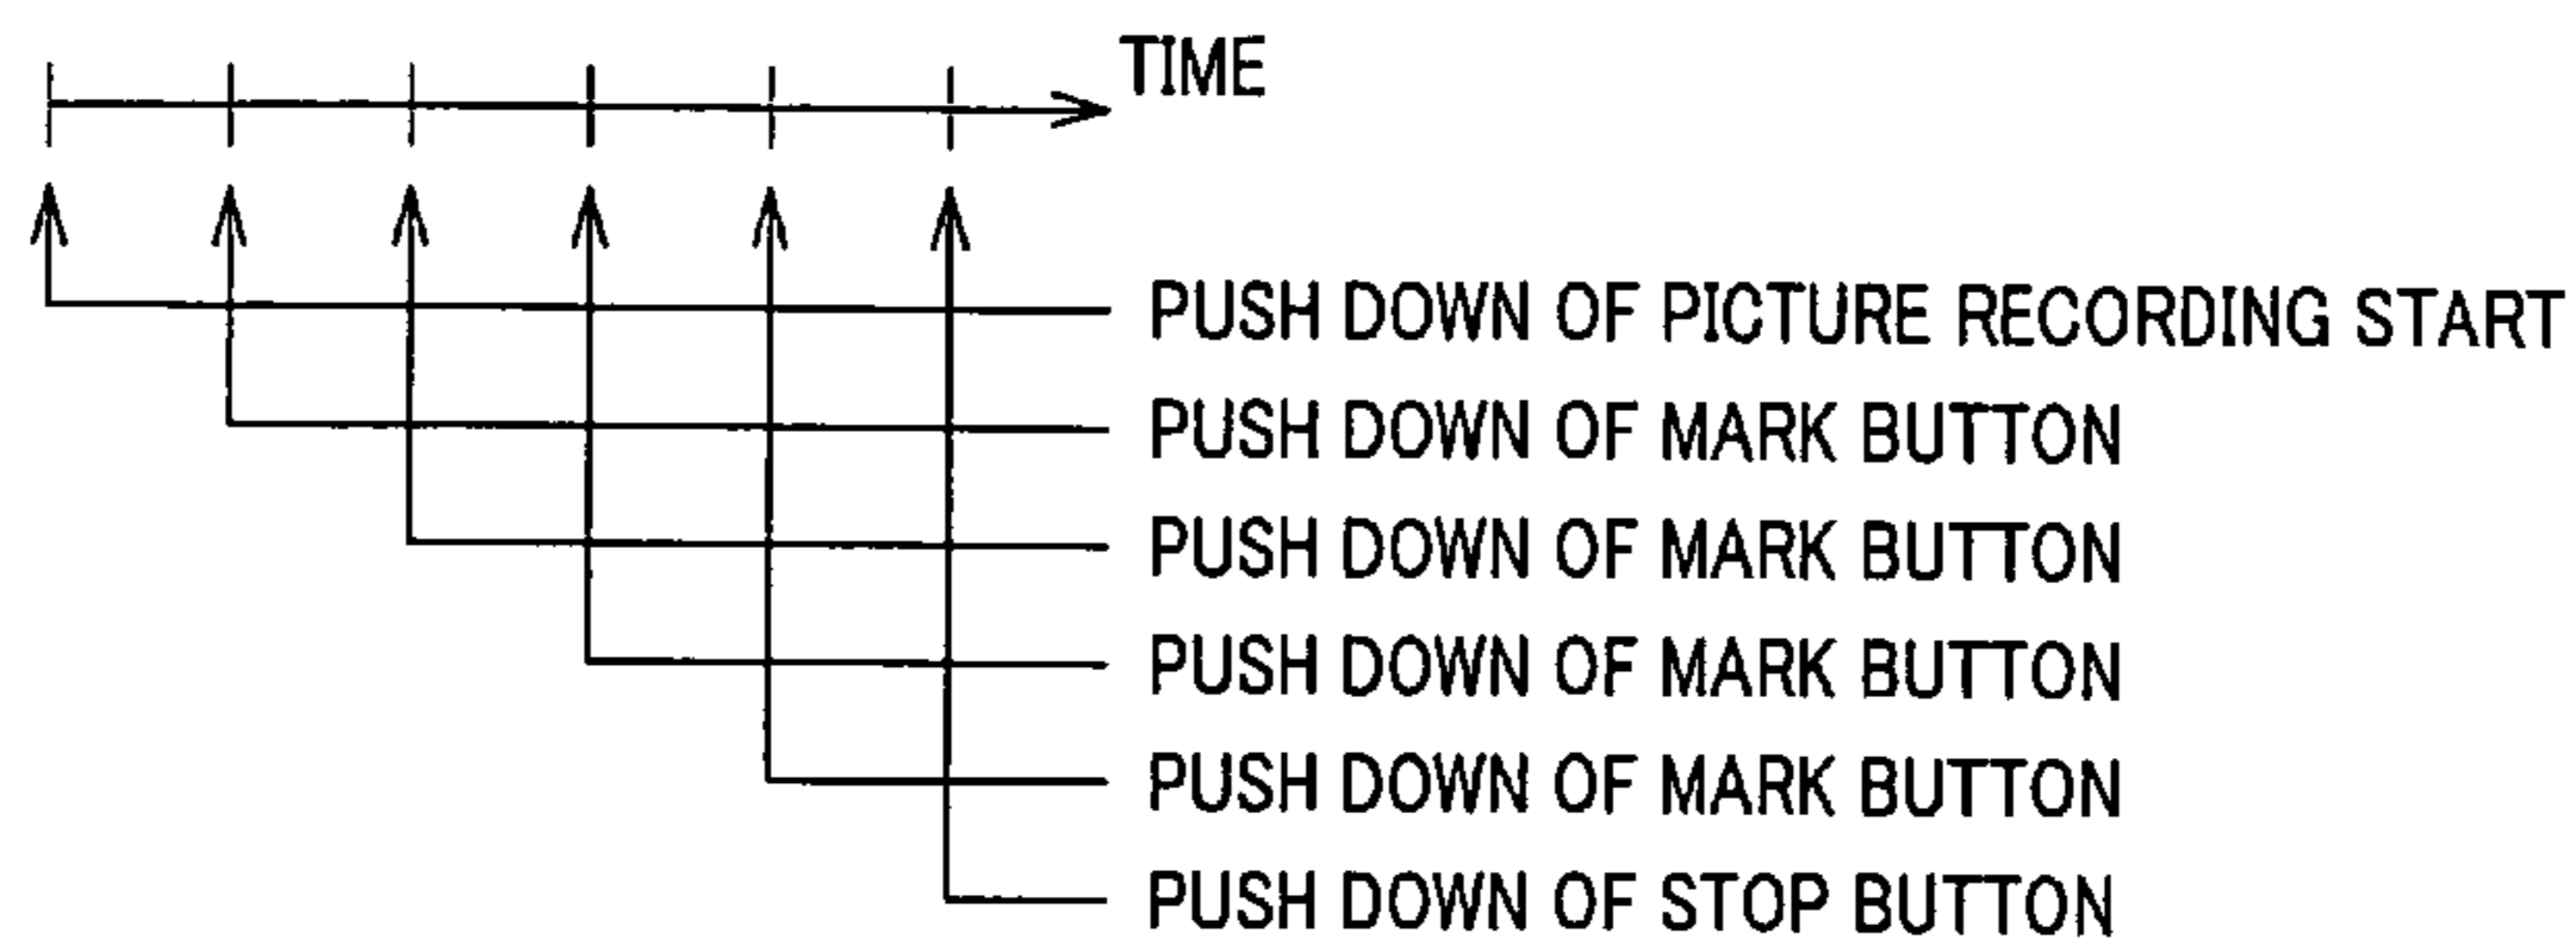 TIME
PUSH DOWN OF PICTURE RECORDING START
PUSH DOWN OF MARK BUTTON
PUSH DOWN OF MARK BUTTON
PUSH DOWN OF MARK BUTTON
PUSH DOWN OF MARK BUTTON
PUSH DOWN OF STOP BUTTON